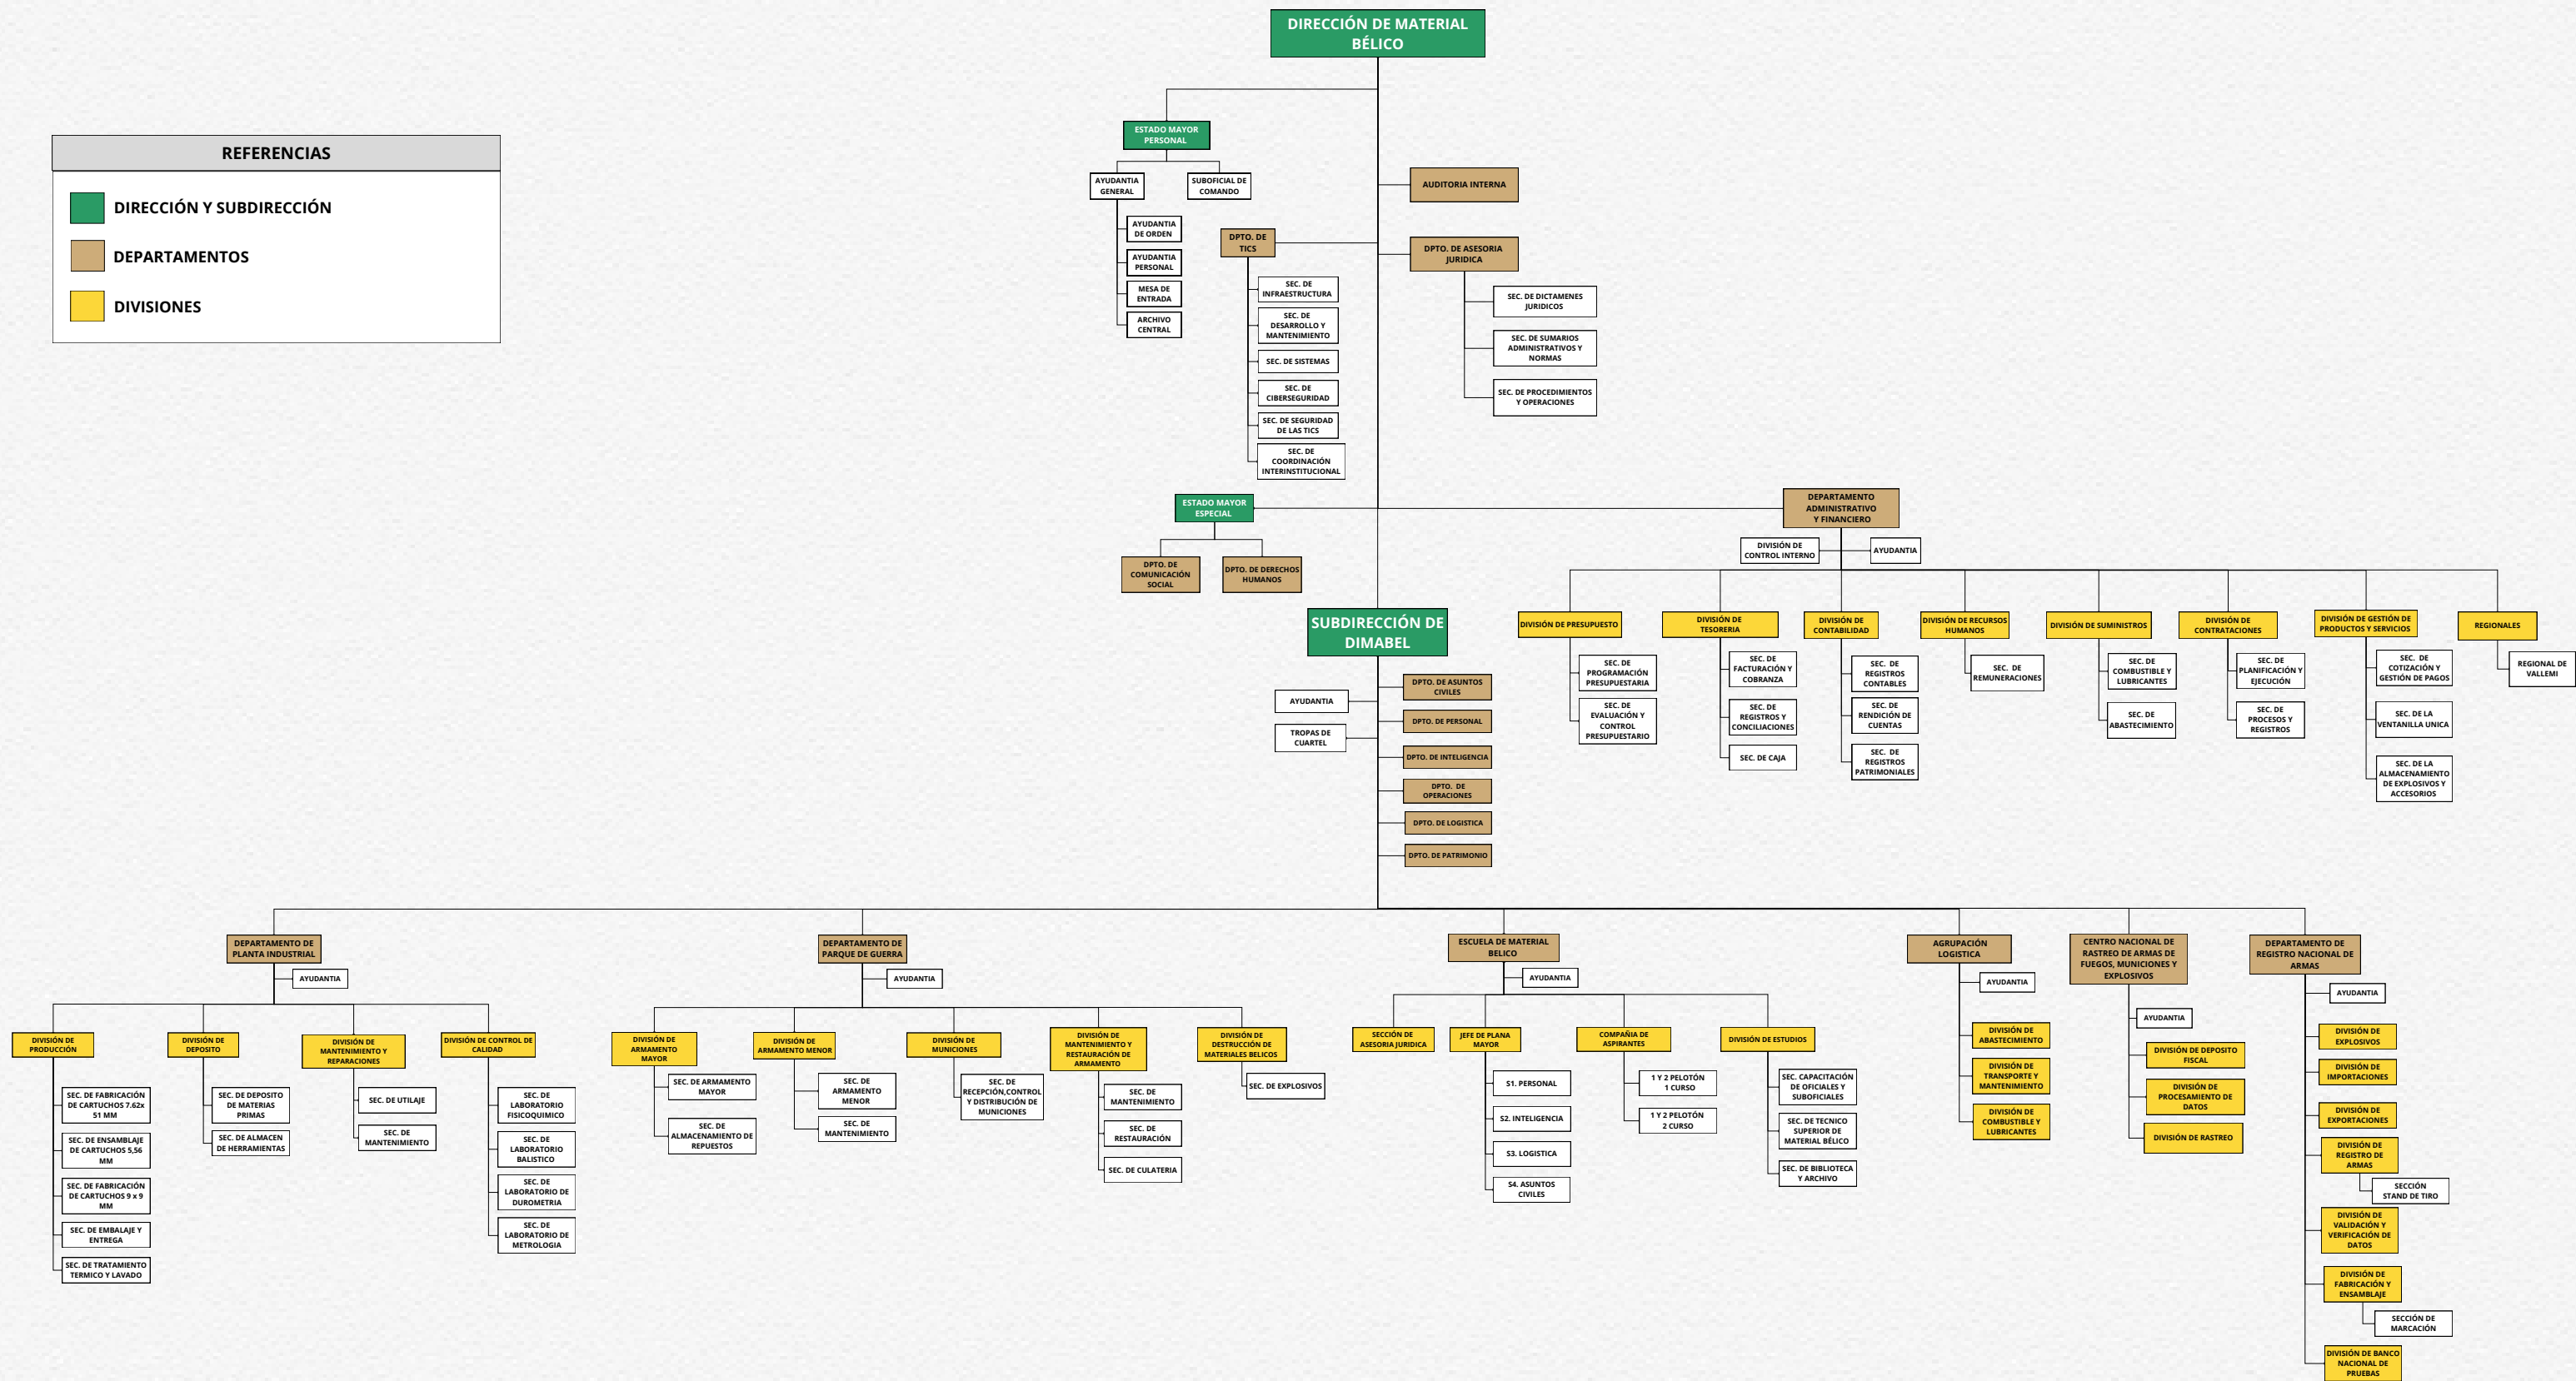 DIRECCIÓN DE MATERIAL
BÉLICO
REFERENCIAS
DIRECCIÓN Y SUBDIRECCIÓN
DEPARTAMENTOS
DIVISIONES
ESTADO MAYOR
PERSONAL
AYUDANTIA
GENERAL
SUBOFICIAL DE
COMANDO
AYUDANTIA
DE ORDEN
AYUDANTIA
PERSONAL
MESA DE
ENTRADA
ARCHIVO
CENTRAL
DPTO. DE
TICS
SEC. DE
INFRAESTRUCTURA
SEC. DE
DESARROLLO Y
MANTENIMIENTO
SEC. DE SISTEMAS
SEC. DE
CIBERSEGURIDAD
SEC. DE SEGURIDAD
DE LAS TICS
SEC. DE
COORDINACIÓN
INTERINSTITUCIONAL
AUDITORIA INTERNA
DPTO. DE ASESORIA
JURIDICA
SEC. DE DICTAMENES
JURIDICOS
SEC. DE SUMARIOS
ADMINISTRATIVOS Y
NORMAS
SEC. DE PROCEDIMIENTOS
Y OPERACIONES
ESTADO MAYOR
ESPECIAL
DPTO. DE
COMUNICACIÓN
SOCIAL
DPTO. DE DERECHOS
HUMANOS
DEPARTAMENTO
ADMINISTRATIVO
Y FINANCIERO
DIVISIÓN DE
CONTROL INTERNO
AYUDANTIA
DIVISIÓN DE PRESUPUESTO
SEC. DE
PROGRAMACIÓN
PRESUPUESTARIA
SEC. DE
EVALUACIÓN Y
CONTROL
PRESUPUESTARIO
DIVISIÓN DE
TESORERIA
SEC. DE
FACTURACIÓN Y
COBRANZA
SEC. DE
REGISTROS Y
CONCILIACIONES
SEC. DE CAJA
DIVISIÓN DE
CONTABILIDAD
SEC. DE
REGISTROS
CONTABLES
SEC. DE
RENDICIÓN DE
CUENTAS
SEC. DE
REGISTROS
PATRIMONIALES
DIVISIÓN DE RECURSOS
HUMANOS
SEC. DE
REMUNERACIONES
DIVISIÓN DE SUMINISTROS
SEC. DE
COMBUSTIBLE Y
LUBRICANTES
SEC. DE
ABASTECIMIENTO
DIVISIÓN DE
CONTRATACIONES
SEC. DE
PLANIFICACIÓN Y
EJECUCIÓN
SEC. DE
PROCESOS Y
REGISTROS
DIVISIÓN DE GESTIÓN DE
PRODUCTOS Y SERVICIOS
SEC. DE
COTIZACIÓN Y
GESTIÓN DE PAGOS
SEC. DE LA
VENTANILLA UNICA
SEC. DE LA
ALMACENAMIENTO
DE EXPLOSIVOS Y
ACCESORIOS
REGIONALES
REGIONAL DE
VALLEMI
SUBDIRECCIÓN DE
DIMABEL
AYUDANTIA
TROPAS DE
CUARTEL
DPTO. DE ASUNTOS
CIVILES
DPTO. DE PERSONAL
DPTO. DE INTELIGENCIA
DPTO. DE
OPERACIONES
DPTO. DE LOGISTICA
DPTO. DE PATRIMONIO
DEPARTAMENTO DE
PLANTA INDUSTRIAL
AYUDANTIA
DIVISIÓN DE
PRODUCCIÓN
SEC. DE FABRICACIÓN
DE CARTUCHOS 7.62x
51 MM
SEC. DE ENSAMBLAJE
DE CARTUCHOS 5,56
MM
SEC. DE FABRICACIÓN
DE CARTUCHOS 9 x 9
MM
SEC. DE EMBALAJE Y
ENTREGA
SEC. DE TRATAMIENTO
TERMICO Y LAVADO
DIVISIÓN DE
DEPOSITO
SEC. DE DEPOSITO
DE MATERIAS
PRIMAS
SEC. DE ALMACEN
DE HERRAMIENTAS
DIVISIÓN DE
MANTENIMIENTO Y
REPARACIONES
SEC. DE UTILAJE
SEC. DE
MANTENIMIENTO
DIVISIÓN DE CONTROL DE
CALIDAD
SEC. DE
LABORATORIO
FISICOQUIMICO
SEC. DE
LABORATORIO
BALISTICO
SEC. DE
LABORATORIO DE
DUROMETRIA
SEC. DE
LABORATORIO DE
METROLOGIA
DEPARTAMENTO DE
PARQUE DE GUERRA
AYUDANTIA
DIVISIÓN DE
ARMAMENTO
MAYOR
SEC. DE ARMAMENTO
MAYOR
SEC. DE
ALMACENAMIENTO DE
REPUESTOS
DIVISIÓN DE
ARMAMENTO MENOR
SEC. DE
ARMAMENTO
MENOR
SEC. DE
MANTENIMIENTO
DIVISIÓN DE
MUNICIONES
SEC. DE
RECEPCIÓN,CONTROL
Y DISTRIBUCIÓN DE
MUNICIONES
DIVISIÓN DE
MANTENIMIENTO Y
RESTAURACIÓN DE
ARMAMENTO
SEC. DE
MANTENIMIENTO
SEC. DE
RESTAURACIÓN
SEC. DE CULATERIA
DIVISIÓN DE
DESTRUCCIÓN DE
MATERIALES BELICOS
SEC. DE EXPLOSIVOS
ESCUELA DE MATERIAL
BELICO
AYUDANTIA
SECCIÓN DE
ASESORIA JURIDICA
JEFE DE PLANA
MAYOR
S1. PERSONAL
S2. INTELIGENCIA
S3. LOGISTICA
S4. ASUNTOS
CIVILES
COMPAÑIA DE
ASPIRANTES
1 Y 2 PELOTÓN
1 CURSO
1 Y 2 PELOTÓN
2 CURSO
DIVISIÓN DE ESTUDIOS
SEC. CAPACITACIÓN
DE OFICIALES Y
SUBOFICIALES
SEC. DE TECNICO
SUPERIOR DE
MATERIAL BÉLICO
SEC. DE BIBLIOTECA
Y ARCHIVO
AGRUPACIÓN
LOGISTICA
AYUDANTIA
DIVISIÓN DE
ABASTECIMIENTO
DIVISIÓN DE
TRANSPORTE Y
MANTENIMIENTO
DIVISIÓN DE
COMBUSTIBLE Y
LUBRICANTES
CENTRO NACIONAL DE
RASTREO DE ARMAS DE
FUEGOS, MUNICIONES Y
EXPLOSIVOS
AYUDANTIA
DIVISIÓN DE DEPOSITO
FISCAL
DIVISIÓN DE
PROCESAMIENTO DE
DATOS
DIVISIÓN DE RASTREO
DEPARTAMENTO DE
REGISTRO NACIONAL DE
ARMAS
AYUDANTIA
DIVISIÓN DE
EXPLOSIVOS
DIVISIÓN DE
IMPORTACIONES
DIVISIÓN DE
EXPORTACIONES
DIVISIÓN DE
REGISTRO DE
ARMAS
SECCIÓN
STAND DE TIRO
DIVISIÓN DE
VALIDACIÓN Y
VERIFICACIÓN DE
DATOS
DIVISIÓN DE
FABRICACIÓN Y
ENSAMBLAJE
SECCIÓN DE
MARCACIÓN
DIVISIÓN DE BANCO
NACIONAL DE
PRUEBAS